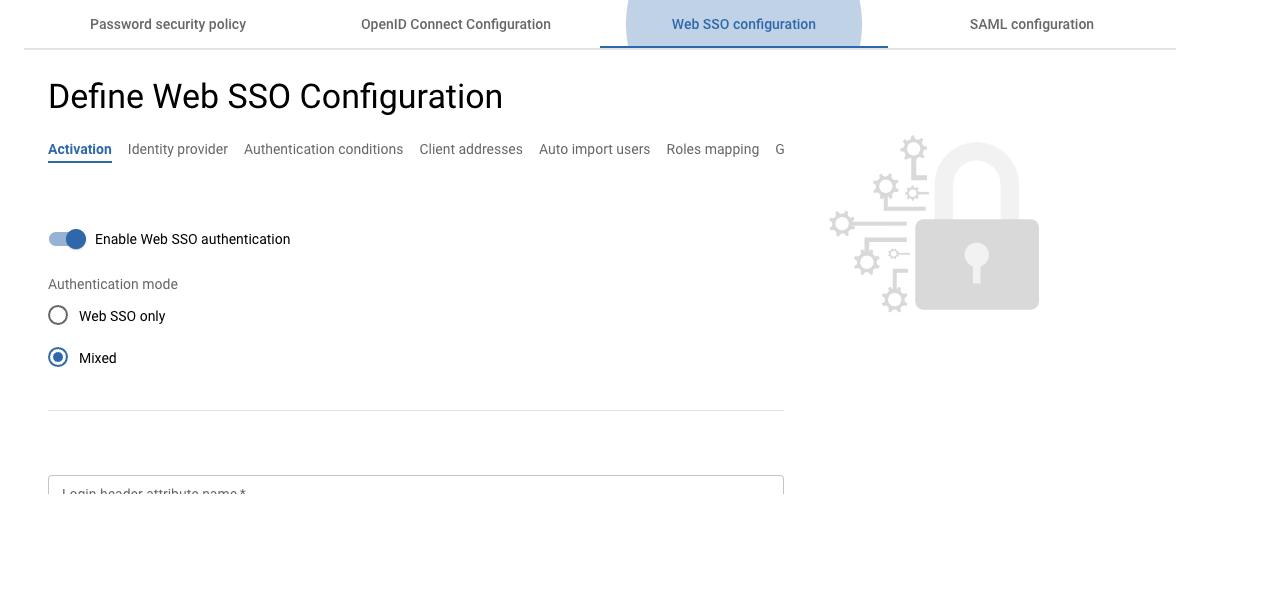 Password security policy OpenID Connect Configuration Web SSO configuration SAML configuration
Define Web SSO Configuration
Activation Identity provider Authentication conditions Client addresses Auto import users Roles mapping G
Enable Web SSO authentication
Authentication mode
Web SSO only
Mixed
Login header attribute name *